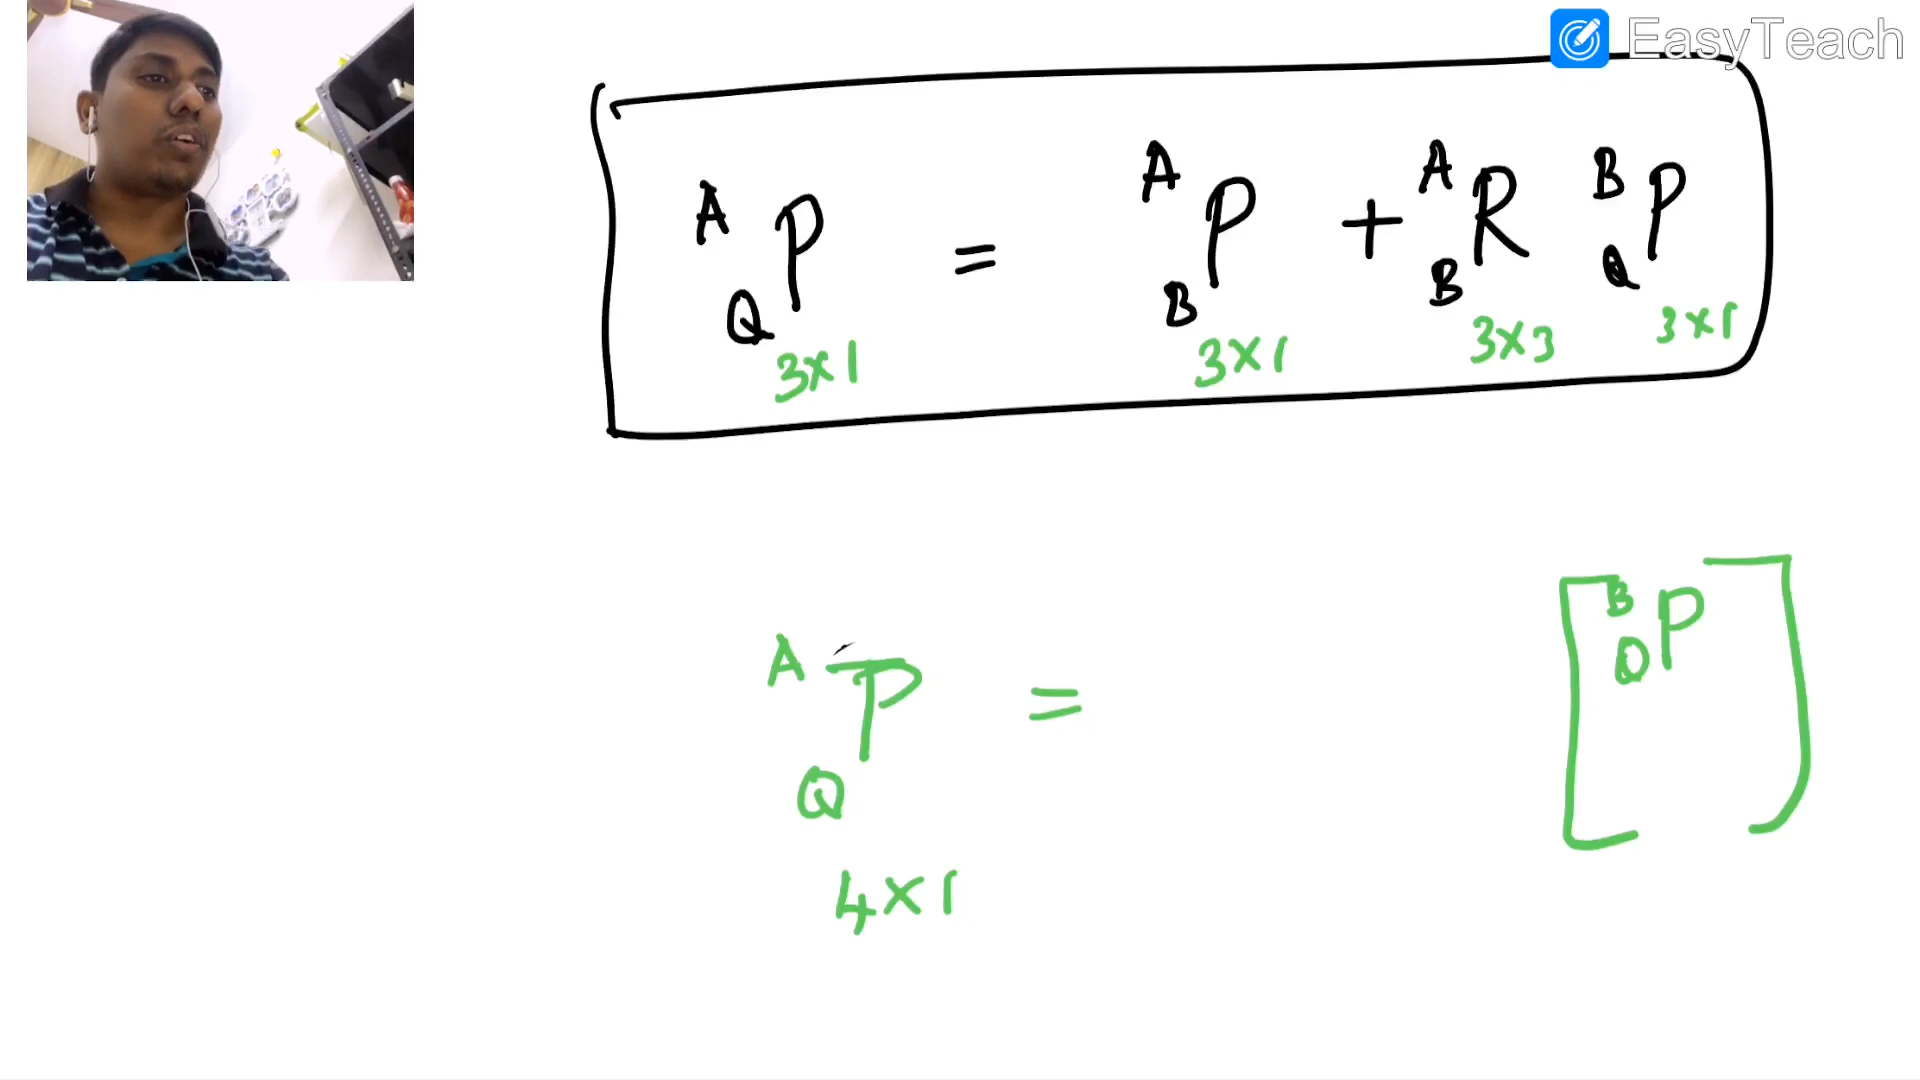 EasyTeach
A P Q = A P B + A R B B P Q
3x1 3x1 3x3 3x1
A P Q = [ B P Q ]
4x1